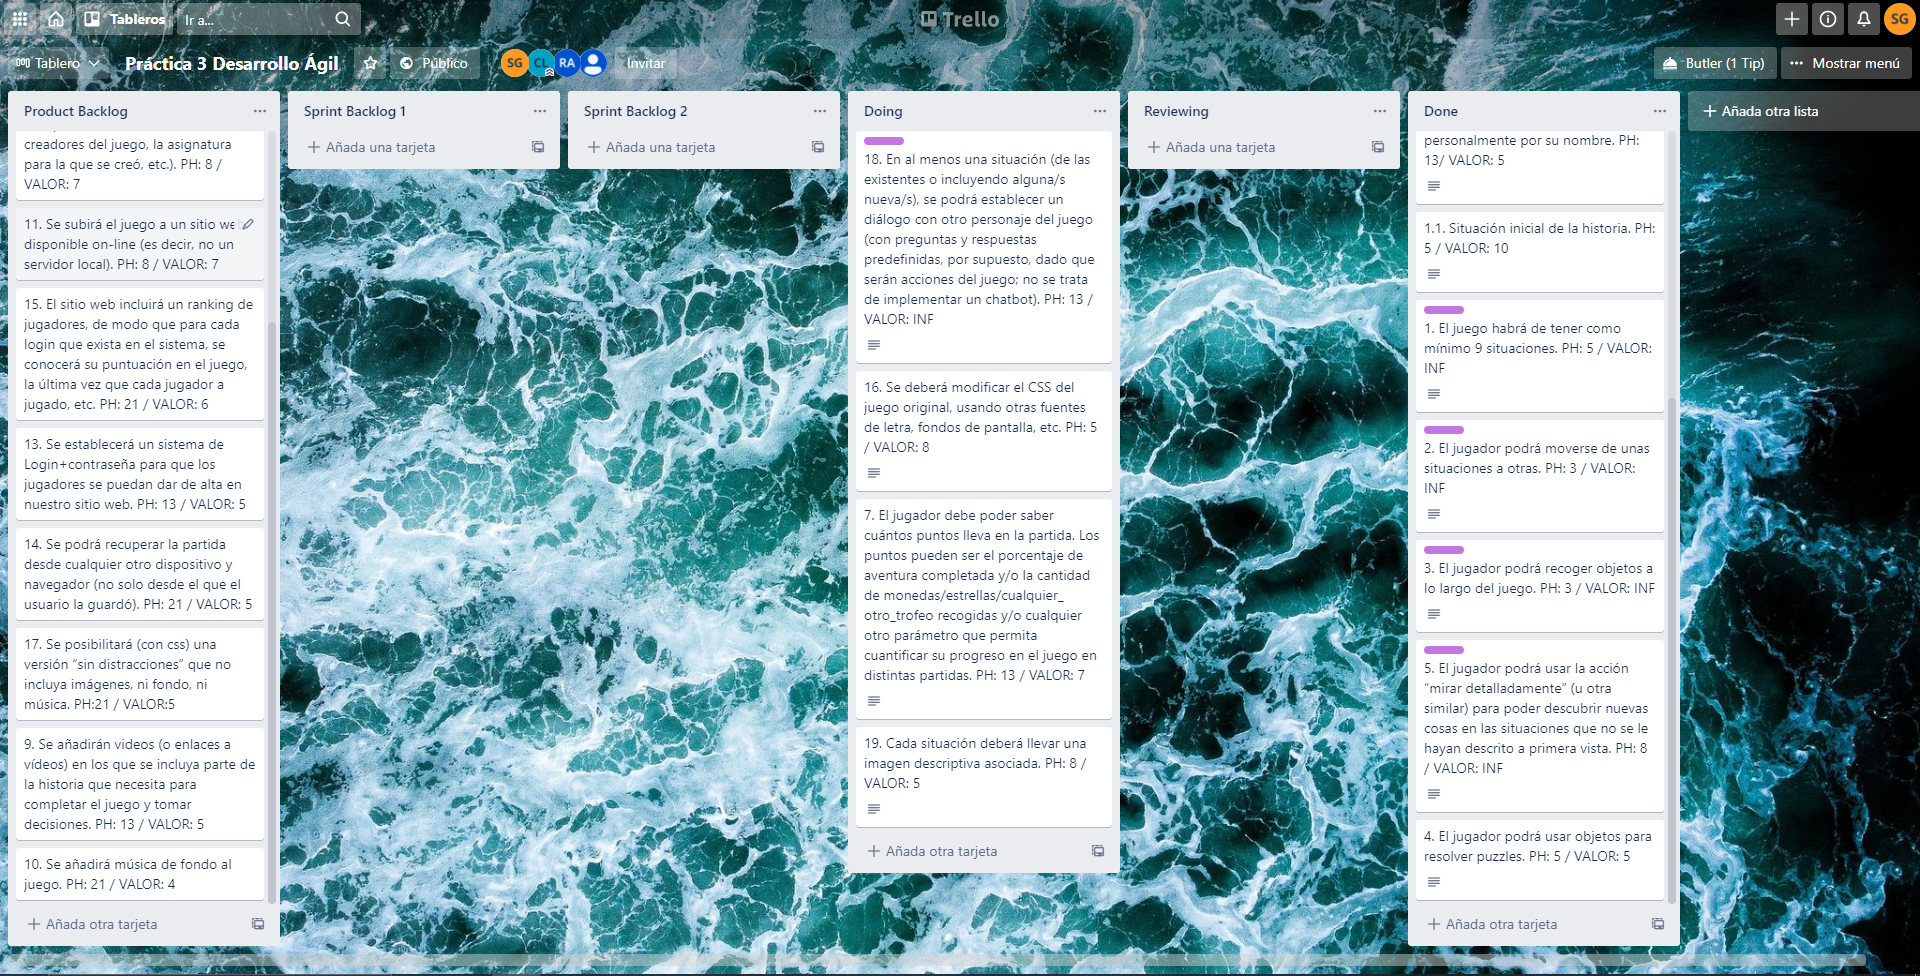 Tableros
Ir a...
Trello
SG
Tablero
Práctica 3 Desarrollo Ágil
Público
SG
CL
RA
Invitar
Butler (1 Tip)
Mostrar menú
Product Backlog
creadores del juego, la asignatura
para la que se creó, etc.). PH: 8 /
VALOR: 7
11. Se subirá el juego a un sitio we
disponible on-line (es decir, no un
servidor local). PH: 8 / VALOR: 7
15. El sitio web incluirá un ranking de
jugadores, de modo que para cada
login que exista en el sistema, se
conocerá su puntuación en el juego,
la última vez que cada jugador a
jugado, etc. PH: 21 / VALOR: 6
13. Se establecerá un sistema de
Login+contraseña para que los
jugadores se puedan dar de alta en
nuestro sitio web. PH: 13 / VALOR: 5
14. Se podrá recuperar la partida
desde cualquier otro dispositivo y
navegador (no solo desde el que el
usuario la guardó). PH: 21 / VALOR: 5
17. Se posibilitará (con css) una
versión “sin distracciones” que no
incluya imágenes, ni fondo, ni
música. PH:21 / VALOR:5
9. Se añadirán videos (o enlaces a
vídeos) en los que se incluya parte de
la historia que necesita para
completar el juego y tomar
decisiones. PH: 13 / VALOR: 5
10. Se añadirá música de fondo al
juego. PH: 21 / VALOR: 4
Añada otra tarjeta
Sprint Backlog 1
Añada una tarjeta
Sprint Backlog 2
Añada una tarjeta
Doing
18. En al menos una situación (de las
existentes o incluyendo alguna/s
nueva/s), se podrá establecer un
diálogo con otro personaje del juego
(con preguntas y respuestas
predefinidas, por supuesto, dado que
serán acciones del juego; no se trata
de implementar un chatbot). PH: 13 /
VALOR: INF
16. Se deberá modificar el CSS del
juego original, usando otras fuentes
de letra, fondos de pantalla, etc. PH: 5
/ VALOR: 8
7. El jugador debe poder saber
cuántos puntos lleva en la partida. Los
puntos pueden ser el porcentaje de
aventura completada y/o la cantidad
de monedas/estrellas/cualquier_
otro_trofeo recogidas y/o cualquier
otro parámetro que permita
cuantificar su progreso en el juego en
distintas partidas. PH: 13 / VALOR: 7
19. Cada situación deberá llevar una
imagen descriptiva asociada. PH: 8 /
VALOR: 5
Añada otra tarjeta
Reviewing
Añada una tarjeta
Done
personalmente por su nombre. PH:
13/ VALOR: 5
1.1. Situación inicial de la historia. PH:
5 / VALOR: 10
1. El juego habrá de tener como
mínimo 9 situaciones. PH: 5 / VALOR:
INF
2. El jugador podrá moverse de unas
situaciones a otras. PH: 3 / VALOR:
INF
3. El jugador podrá recoger objetos a
lo largo del juego. PH: 3 / VALOR: INF
5. El jugador podrá usar la acción
“mirar detalladamente” (u otra
similar) para poder descubrir nuevas
cosas en las situaciones que no se le
hayan descrito a primera vista. PH: 8
/ VALOR: INF
4. El jugador podrá usar objetos para
resolver puzzles. PH: 5 / VALOR: 5
Añada otra tarjeta
Añada otra lista